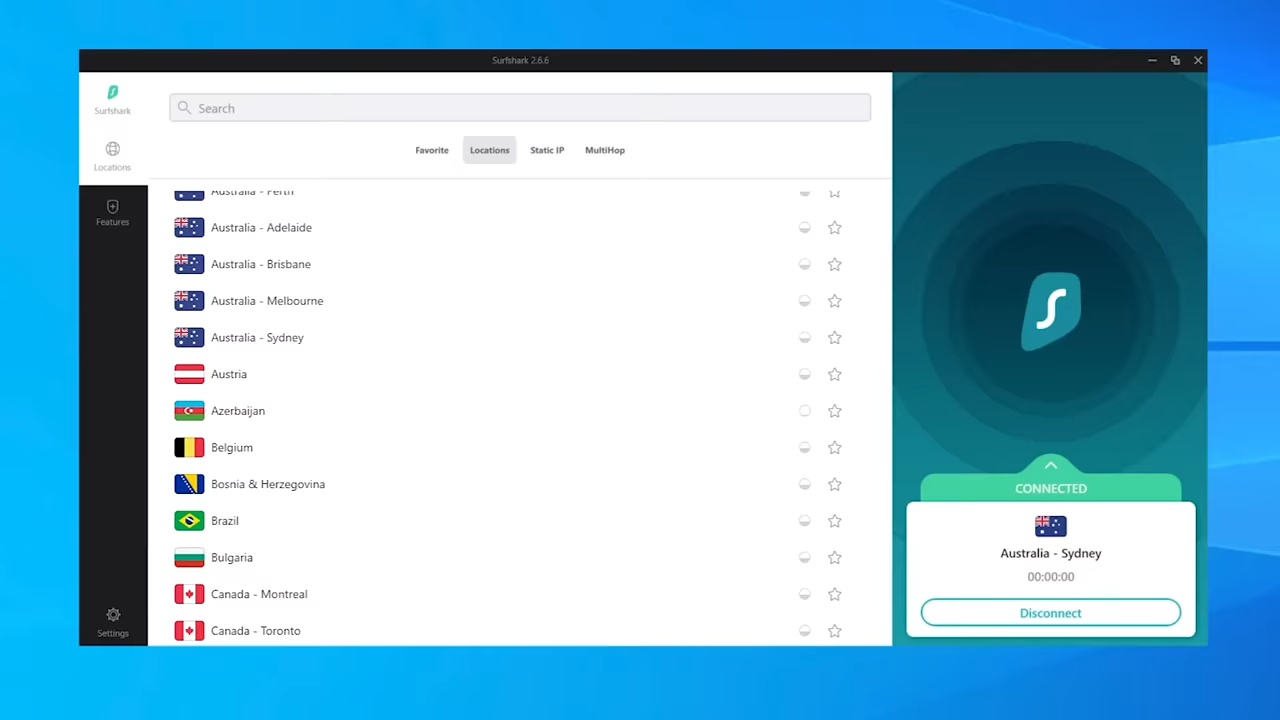 Surfshark 2.6.6
Surfshark
Locations
Features
Settings
Search
Favorite
Locations
Static IP
MultiHop
Australia - Perth
Australia - Adelaide
Australia - Brisbane
Australia - Melbourne
Australia - Sydney
Austria
Azerbaijan
Belgium
Bosnia & Herzegovina
Brazil
Bulgaria
Canada - Montreal
Canada - Toronto
CONNECTED
Australia - Sydney
00:00:00
Disconnect